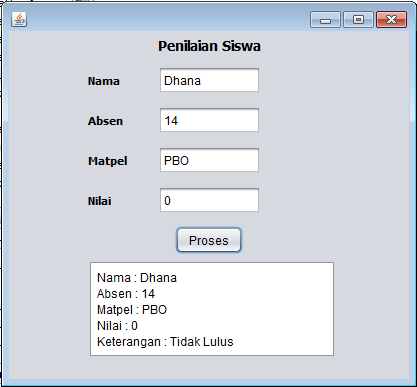 Penilaian Siswa
Nama Dhana
Absen 14
Matpel PBO
Nilai 0
Proses
Nama : Dhana
Absen : 14
Matpel : PBO
Nilai : 0
Keterangan : Tidak Lulus